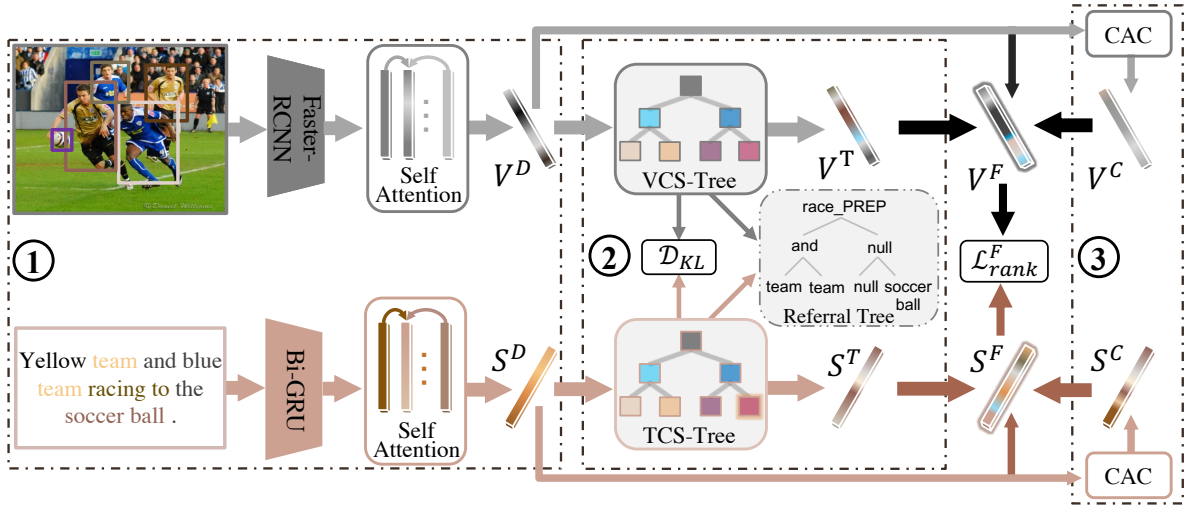 CAC
Faster-
RCNN
Self
Attention
V^D
VCS-Tree
V^T
V^F
V^C
© Daniel Williams
1
2
D_KL
race_PREP
and null
team team null soccer
ball
Referral Tree
L^F_rank
3
Yellow team and blue
team racing to the
soccer ball .
Bi-GRU
Self
Attention
S^D
TCS-Tree
S^T
S^F
S^C
CAC